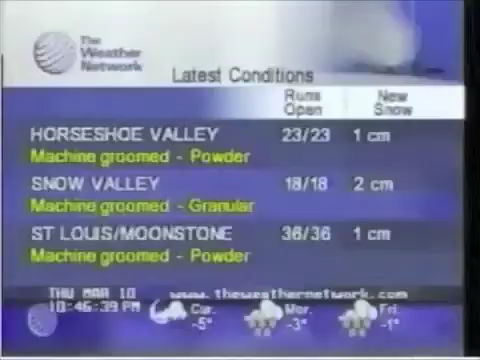 The
Weather
Network
Latest Conditions
Runs Open New Snow
HORSESHOE VALLEY 23/23 1 cm
Machine groomed - Powder
SNOW VALLEY 18/18 2 cm
Machine groomed - Granular
ST LOUIS/MOONSTONE 36/36 1 cm
Machine groomed - Powder
THU MAR 10 www.theweathernetwork.com
10:46:39 PM Cur. -5° Mor. -3° Fri. -1°